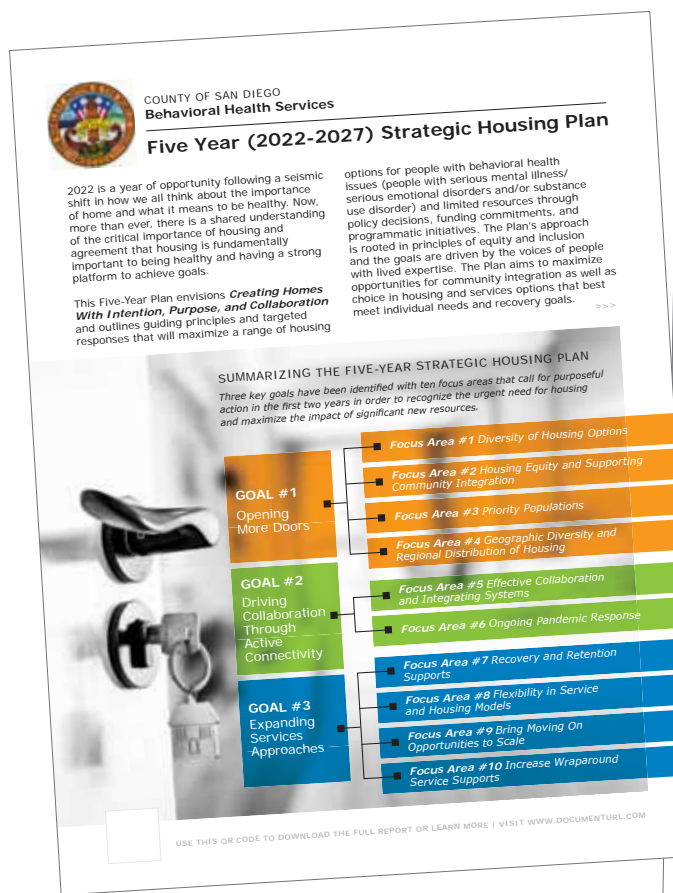 COUNTY OF SAN DIEGO
Behavioral Health Services
Five Year (2022-2027) Strategic Housing Plan
2022 is a year of opportunity following a seismic
shift in how we all think about the importance
of home and what it means to be healthy. Now,
more than ever, there is a shared understanding
of the critical importance of housing and
agreement that housing is fundamentally
important to being healthy and having a strong
platform to achieve goals.
This Five-Year Plan envisions Creating Homes
With Intention, Purpose, and Collaboration
and outlines guiding principles and targeted
responses that will maximize a range of housing
options for people with behavioral health
issues (people with serious mental illness/
serious emotional disorders and/or substance
use disorder) and limited resources through
policy decisions, funding commitments, and
programmatic initiatives. The Plan's approach
is rooted in principles of equity and inclusion
and the goals are driven by the voices of people
with lived expertise. The Plan aims to maximize
opportunities for community integration as well as
choice in housing and services options that best
meet individual needs and recovery goals.
>>>
SUMMARIZING THE FIVE-YEAR STRATEGIC HOUSING PLAN
Three key goals have been identified with ten focus areas that call for purposeful
action in the first two years in order to recognize the urgent need for housing
and maximize the impact of significant new resources.
GOAL #1
Opening
More Doors
Focus Area #1 Diversity of Housing Options
Focus Area #2 Housing Equity and Supporting
Community Integration
Focus Area #3 Priority Populations
Focus Area #4 Geographic Diversity and
Regional Distribution of Housing
GOAL #2
Driving
Collaboration
Through
Active
Connectivity
Focus Area #5 Effective Collaboration
and Integrating Systems
Focus Area #6 Ongoing Pandemic Response
GOAL #3
Expanding
Services
Approaches
Focus Area #7 Recovery and Retention
Supports
Focus Area #8 Flexibility in Service
and Housing Models
Focus Area #9 Bring Moving On
Opportunities to Scale
Focus Area #10 Increase Wraparound
Service Supports
USE THIS QR CODE TO DOWNLOAD THE FULL REPORT OR LEARN MORE | VISIT WWW.DOCUMENTURL.COM